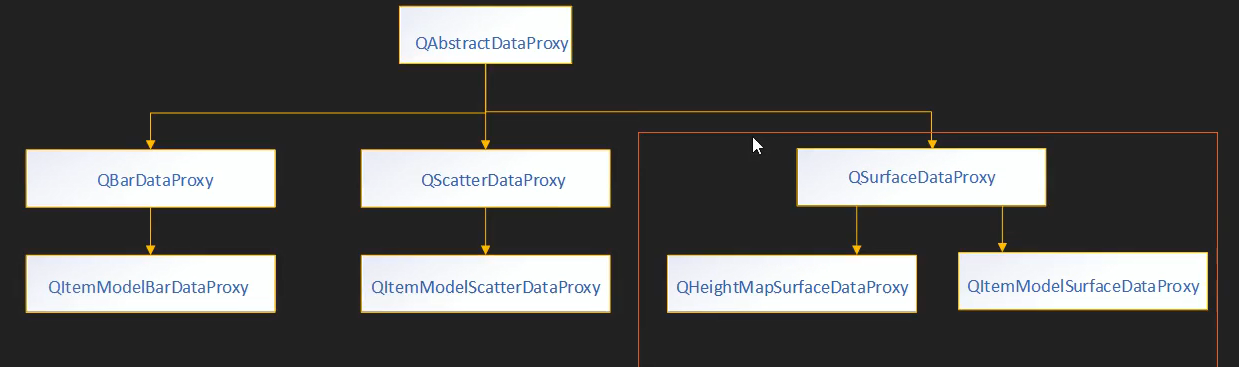 QAbstractDataProxy
QBarDataProxy
QScatterDataProxy
QSurfaceDataProxy
QItemModelBarDataProxy
QItemModelScatterDataProxy
QHeightMapSurfaceDataProxy
QItemModelSurfaceDataProxy